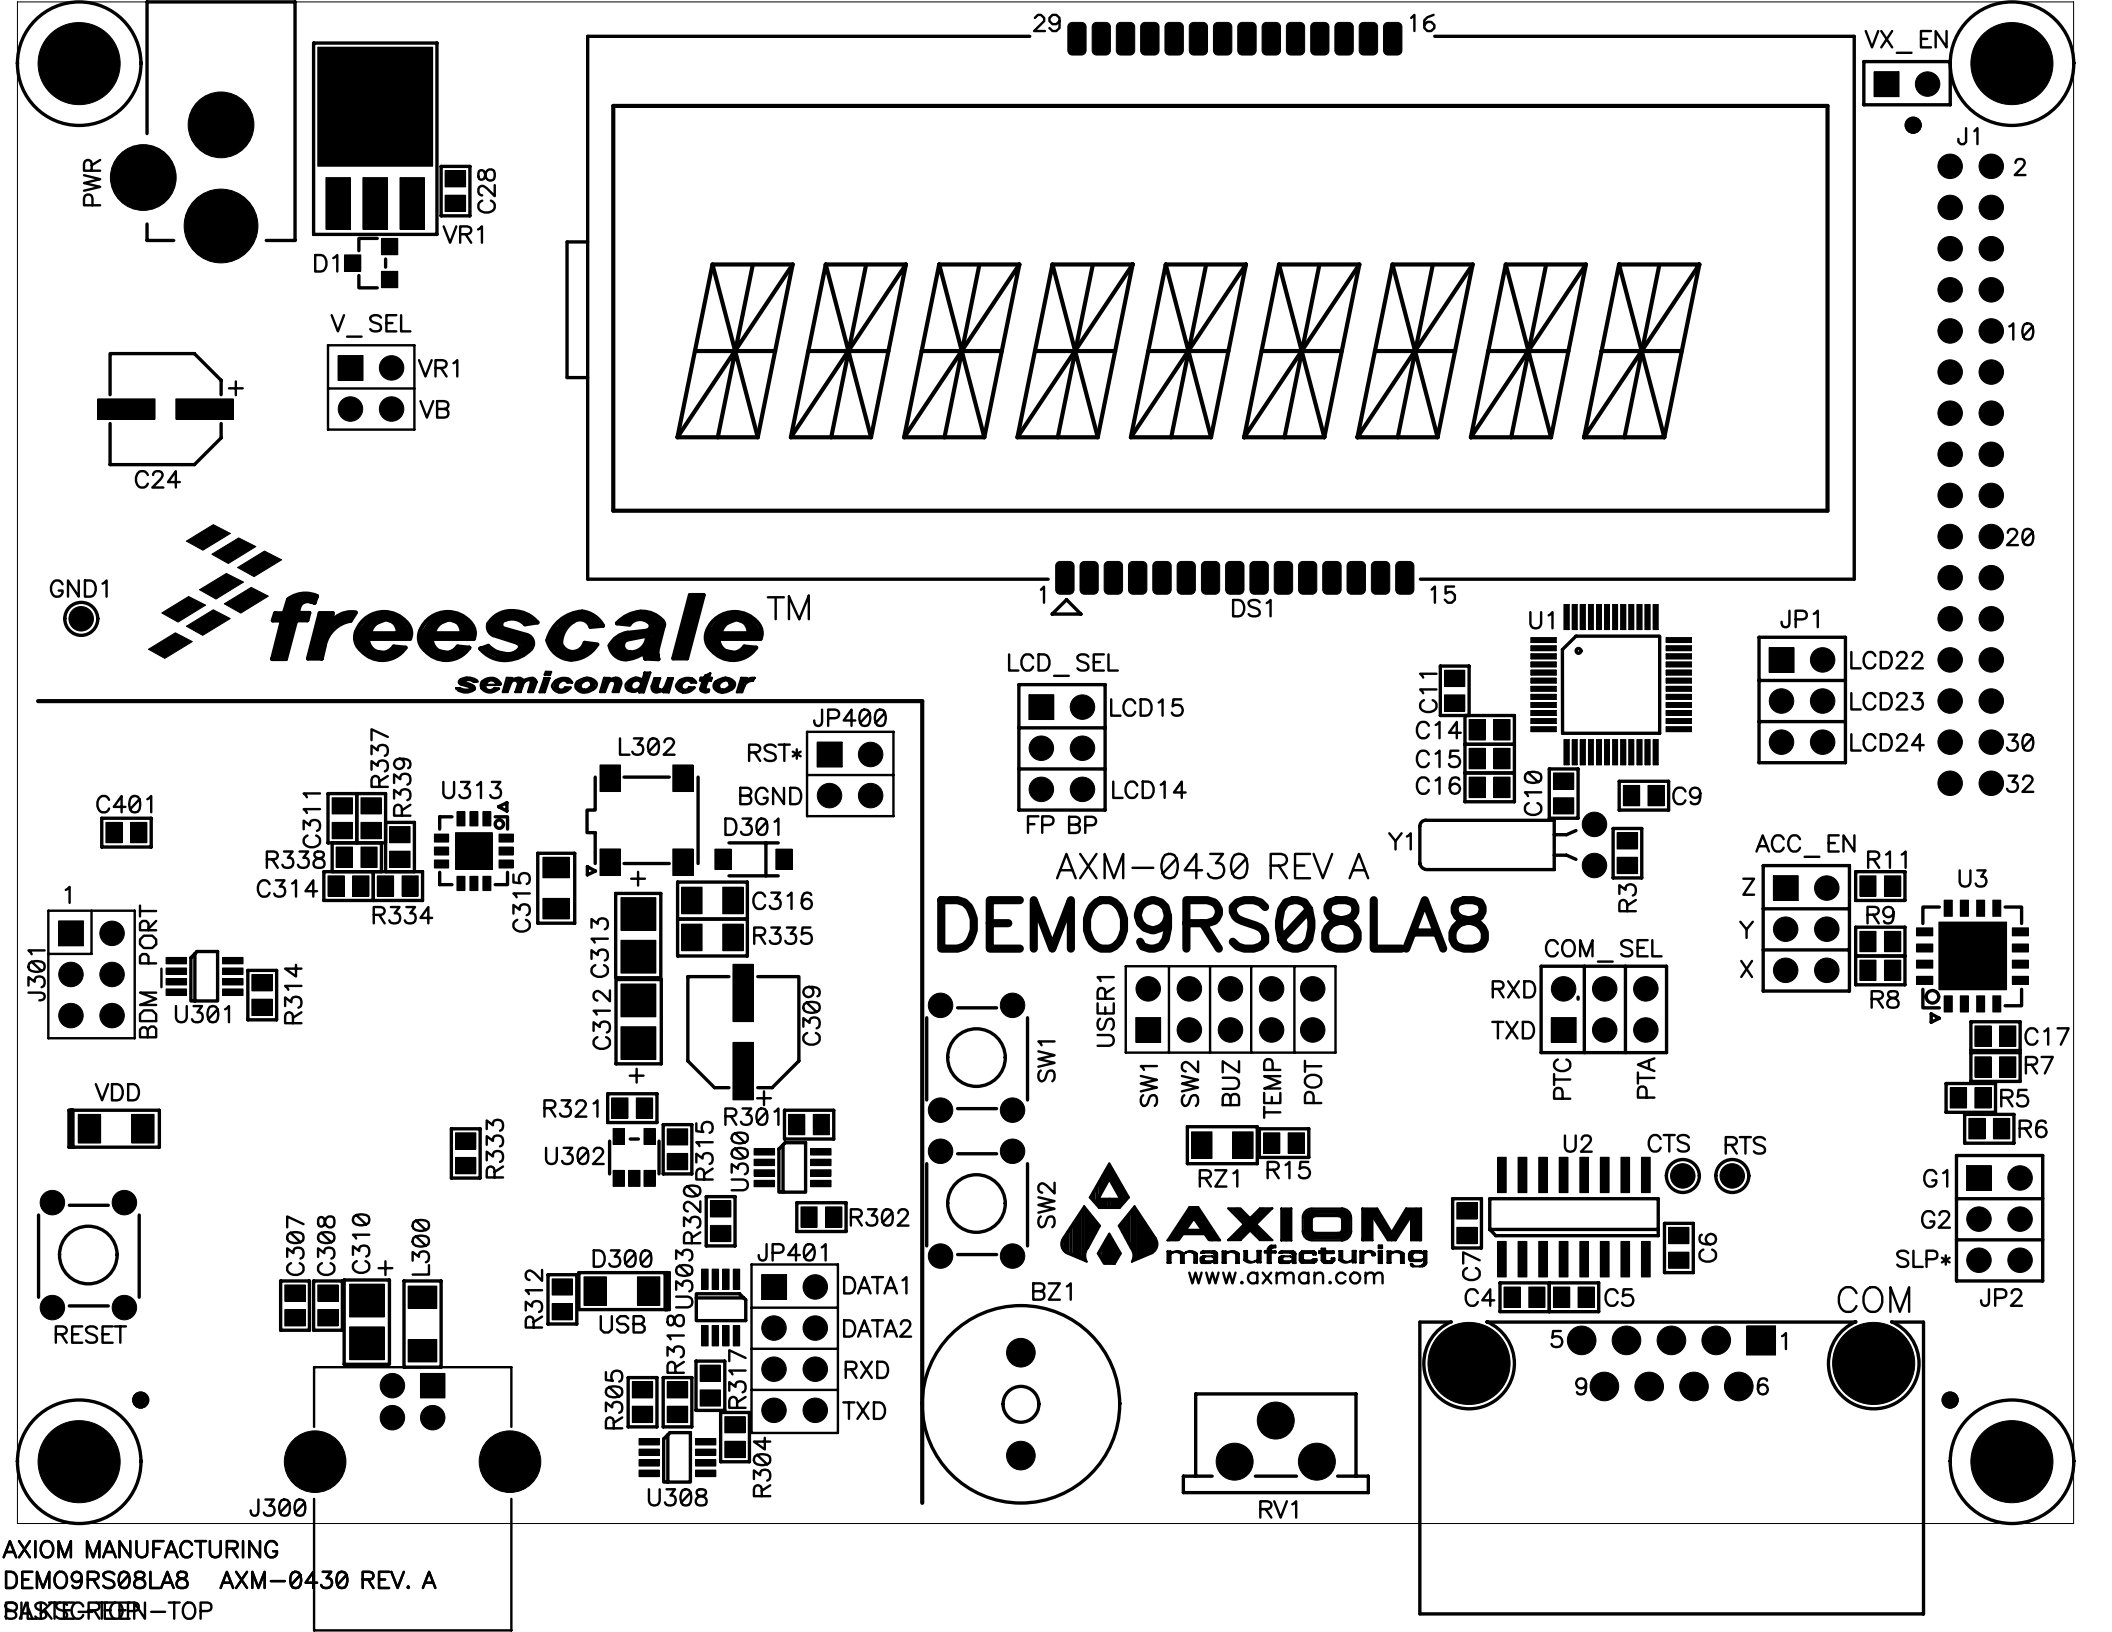 29
16
VX_EN
J1
2
PWR
C28
VR1
D1
V_SEL
VR1
VB
+
C24
10
20
GND1
freescale™
semiconductor
1
DS1
15
U1
JP1
LCD22
LCD23
LCD24
30
32
LCD_SEL
LCD15
LCD14
FP BP
C11
C14
C15
C16
C10
C9
Y1
R3
JP400
RST*
BGND
L302
D301
R337
R339
C311
U313
R338
C314
R334
C315
C401
+
C316
R335
C313
C312
+
C309
+
1
J301
BDM_PORT
U301
R314
AXM-0430 REV A
DEMO9RS08LA8
ACC_EN
Z
Y
X
R11
R9
R8
U3
C17
R7
R5
R6
USER1
SW1
SW2
BUZ
TEMP
POT
COM_SEL
RXD
TXD
PTC
PTA
SW1
SW2
VDD
R333
R321
U302
R315
R301
U300
R320
R302
RZ1
R15
U2
CTS
RTS
C7
C6
C4
C5
G1
G2
SLP*
JP2
AXIOM
manufacturing
www.axman.com
RESET
C307
C308
C310
+
L300
R312
D300
USB
U303
JP401
DATA1
DATA2
RXD
TXD
R318
R317
R305
R304
U308
BZ1
RV1
COM
5
1
9
6
J300
AXIOM MANUFACTURING
DEMO9RS08LA8 AXM-0430 REV. A